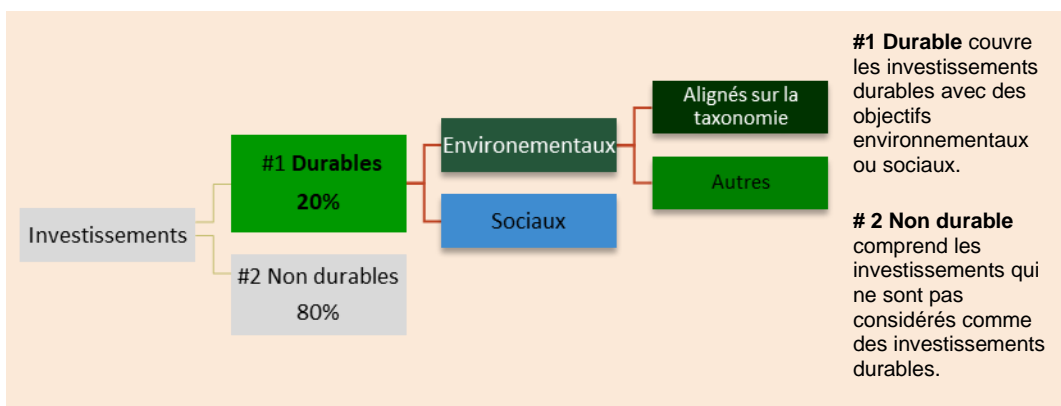 Investissements
#1 Durables
20%
#2 Non durables
80%
Environementaux
Sociaux
Alignés sur la
taxonomie
Autres
#1 Durable couvre
les investissements
durables avec des
objectifs
environnementaux
ou sociaux.
# 2 Non durable
comprend les
investissements qui
ne sont pas
considérés comme
des investissements
durables.